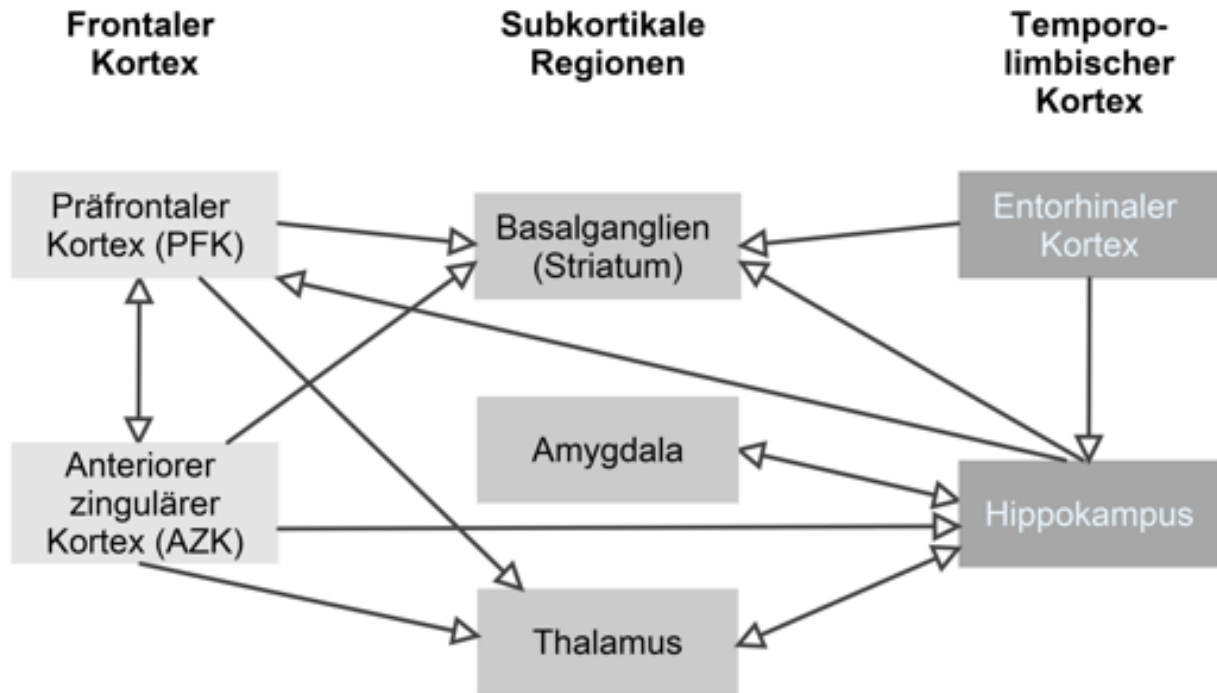 Frontaler
Kortex
Subkortikale
Regionen
Temporo-
limbischer
Kortex
Präfrontaler
Kortex (PFK)
Basalganglien
(Striatum)
Entorhinaler
Kortex
Anteriorer
zingulärer
Kortex (AZK)
Amygdala
Hippokampus
Thalamus